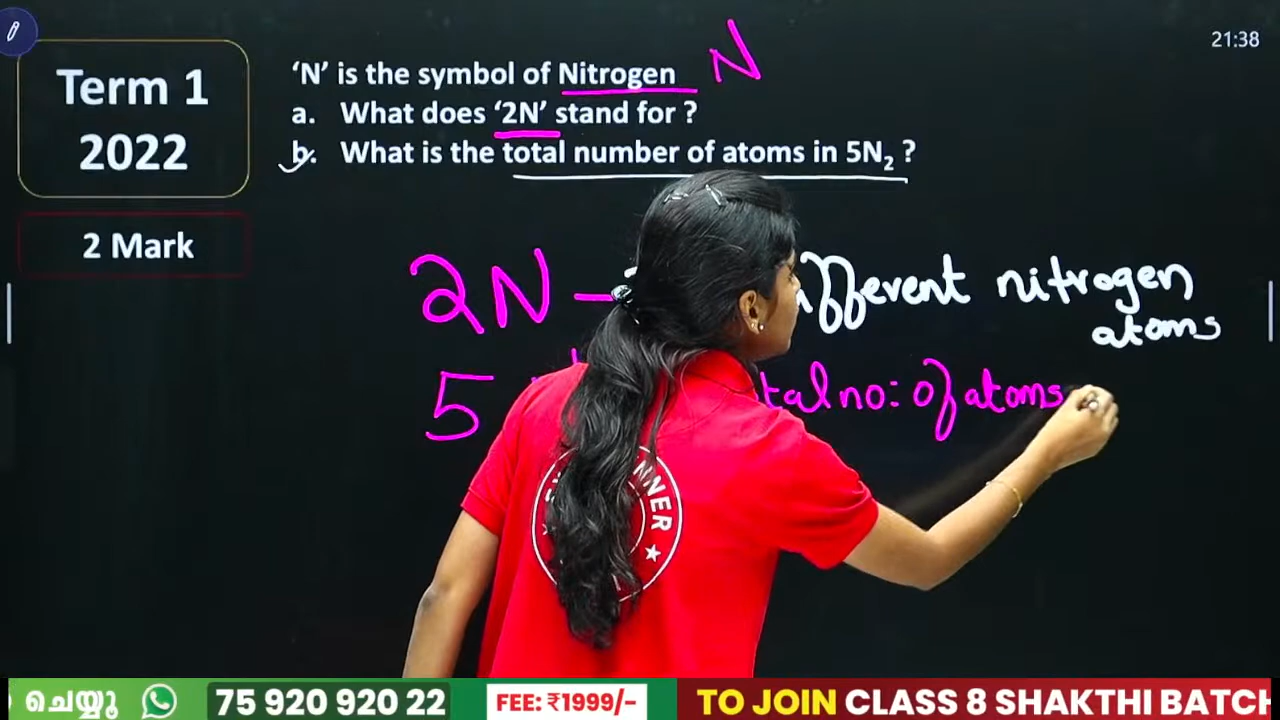 21:38
Term 1
2022
2 Mark
‘N’ is the symbol of Nitrogen N
a. What does ‘2N’ stand for ?
b. What is the total number of atoms in 5N₂ ?
2N – nitrogen
atoms
5 no: of atoms
NNER
ചെയ്യൂ 75 920 920 22 FEE: ₹1999/- TO JOIN CLASS 8 SHAKTHI BATCH